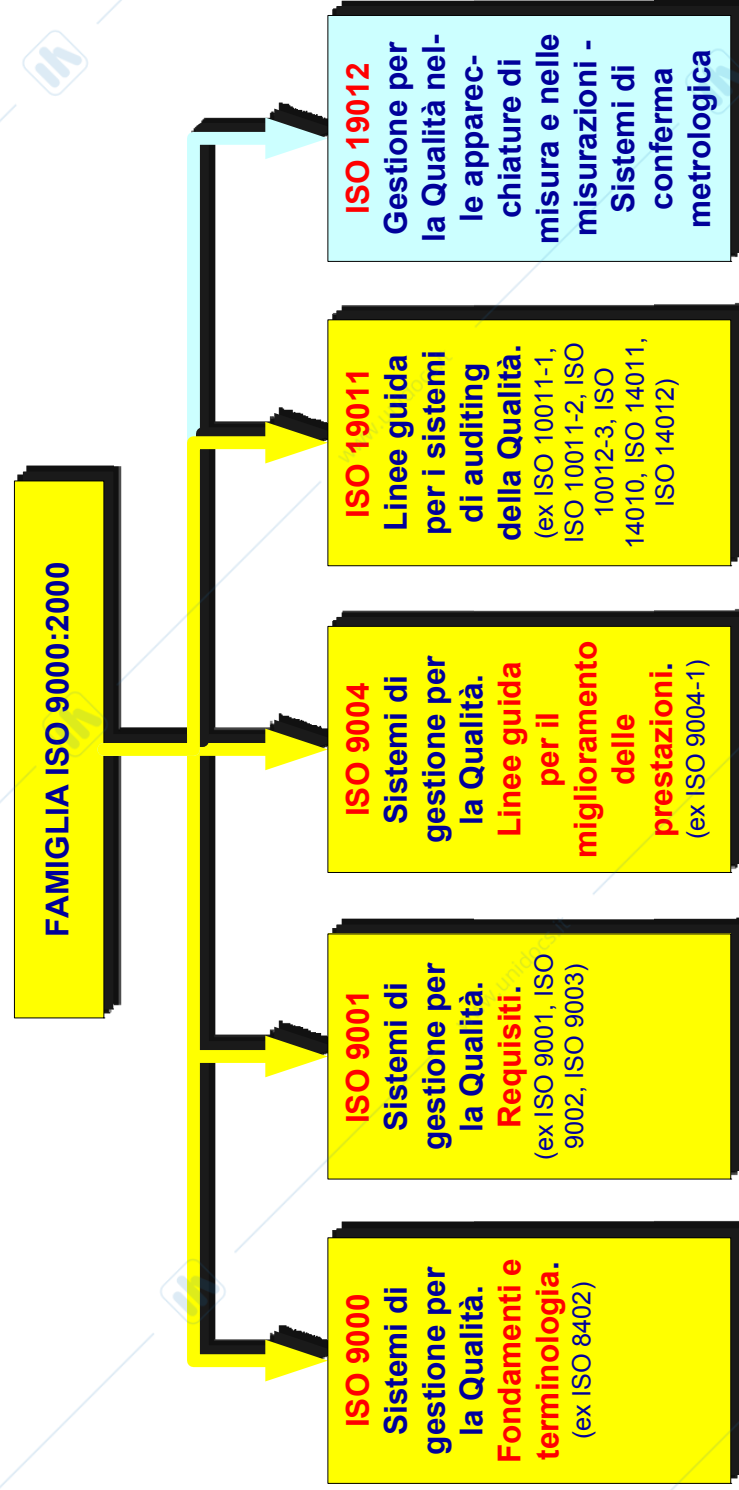 FAMIGLIA ISO 9000:2000
ISO 9000
Sistemi di
gestione per
la Qualità.
Fondamenti e
terminologia.
(ex ISO 8402)
ISO 9001
Sistemi di
gestione per
la Qualità.
Requisiti.
(ex ISO 9001, ISO
9002, ISO 9003)
ISO 9004
Sistemi di
gestione per
la Qualità.
Linee guida
per il
miglioramento
delle
prestazioni.
(ex ISO 9004-1)
ISO 19011
Linee guida
per i sistemi
di auditing
della Qualità.
(ex ISO 10011-1,
ISO 10011-2, ISO
10012-3, ISO
14010, ISO 14011,
ISO 14012)
ISO 19012
Gestione per
la Qualità nel-
le apparec-
chiature di
misura e nelle
misurazioni -
Sistemi di
conferma
metrologica